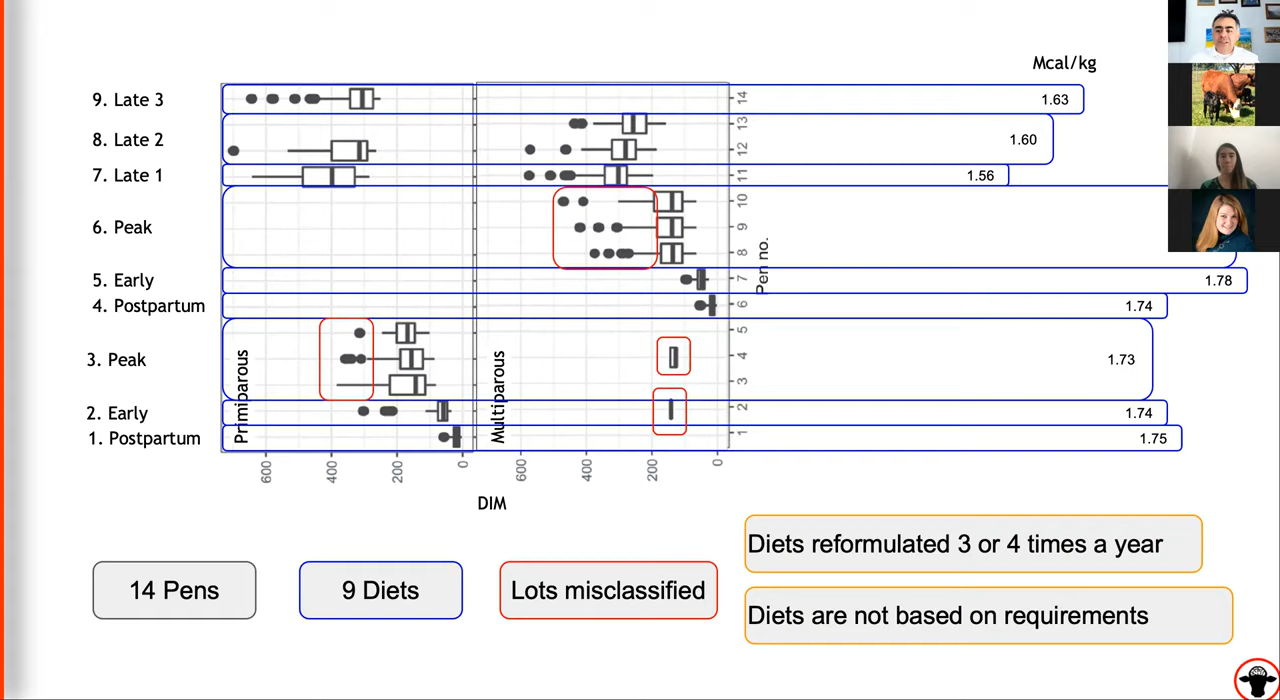 Mcal/kg
9. Late 3
14
1.63
8. Late 2
13
12
1.60
7. Late 1
11
1.56
6. Peak
10
9
8
5. Early
7
1.78
4. Postpartum
6
1.74
3. Peak
5
4
3
1.73
2. Early
2
1.74
1. Postpartum
1
1.75
Primiparous
Multiparous
Pen no.
600 400 200 0 600 400 200 0
DIM
14 Pens
9 Diets
Lots misclassified
Diets reformulated 3 or 4 times a year
Diets are not based on requirements